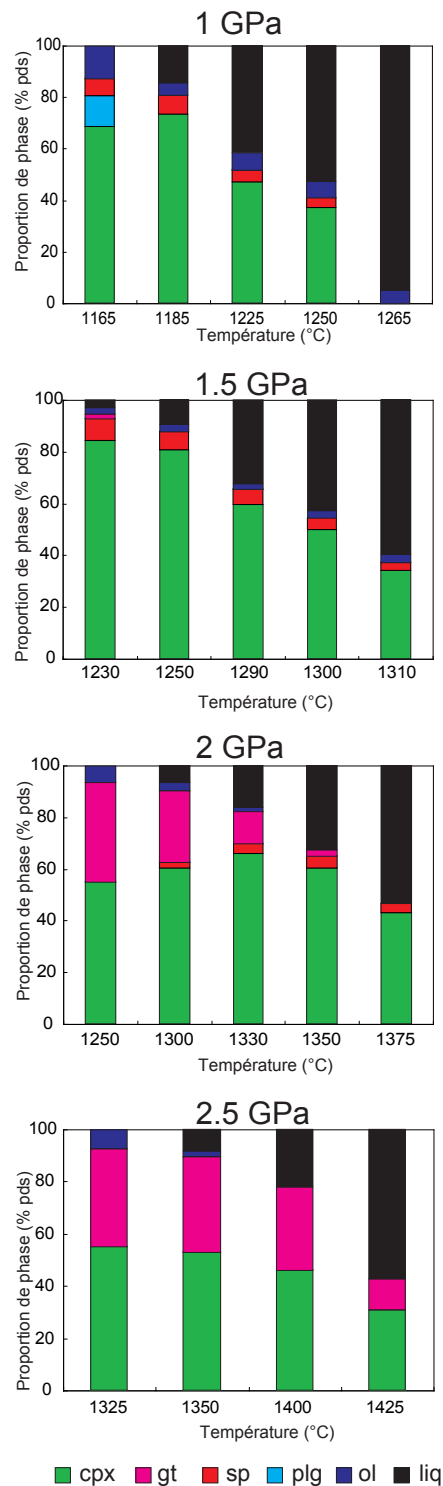 1 GPa
Proportion de phase (% pds)
100
80
60
40
20
0
1165 1185 1225 1250 1265
Température (°C)
1.5 GPa
Proportion de phase (% pds)
100
80
60
40
20
0
1230 1250 1290 1300 1310
Température (°C)
2 GPa
Proportion de phase (% pds)
100
80
60
40
20
0
1250 1300 1330 1350 1375
Température (°C)
2.5 GPa
Proportion de phase (% pds)
100
80
60
40
20
0
1325 1350 1400 1425
Température (°C)
cpx gt sp plg ol liq